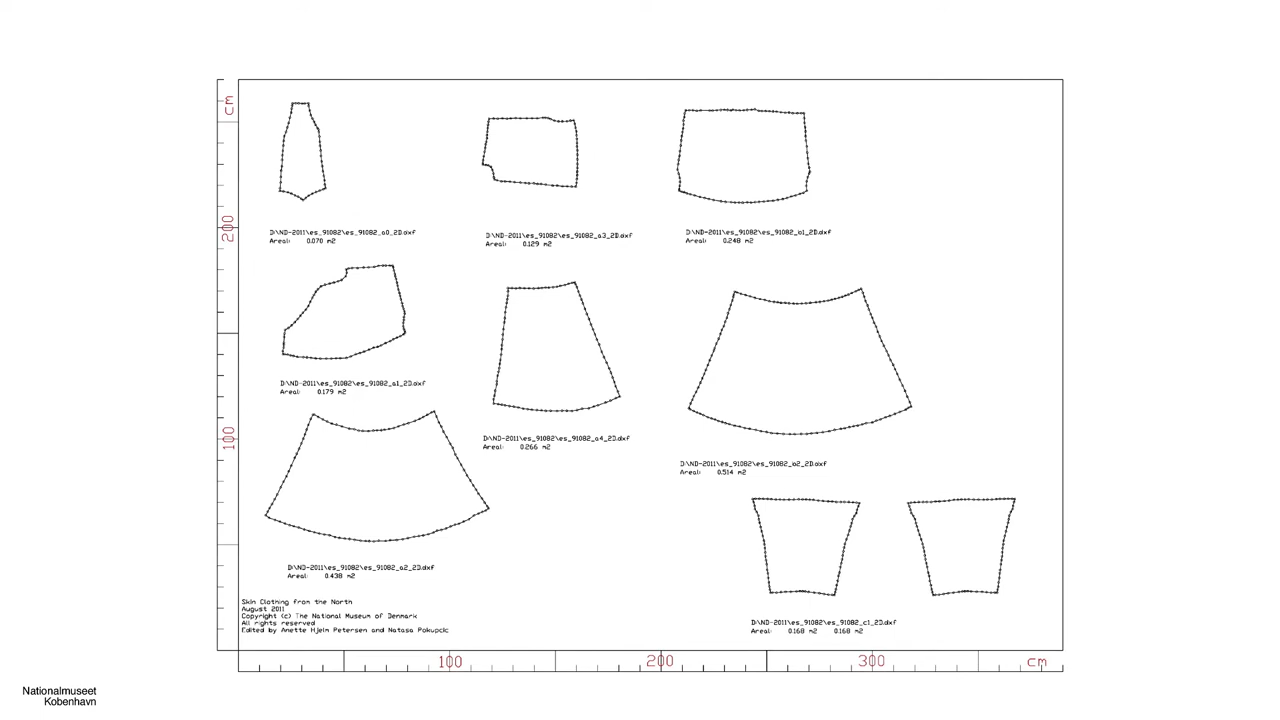 cm
200
100
D:\ND-2011\es_91082\es_91082_a0_2D.dxf
Areal: 0.070 m2
D:\ND-2011\es_91082\es_91082_a3_2D.dxf
Areal: 0.129 m2
D:\ND-2011\es_91082\es_91082_b1_2D.dxf
Areal: 0.248 m2
D:\ND-2011\es_91082\es_91082_a1_2D.dxf
Areal: 0.179 m2
D:\ND-2011\es_91082\es_91082_a4_2D.dxf
Areal: 0.266 m2
D:\ND-2011\es_91082\es_91082_b2_2D.dxf
Areal: 0.514 m2
D:\ND-2011\es_91082\es_91082_a2_2D.dxf
Areal: 0.438 m2
D:\ND-2011\es_91082\es_91082_c1_2D.dxf
Areal: 0.168 m2 0.168 m2
Skin Clothing from the North
August 2011
Copyright (c) The National Museum of Denmark
All rights reserved
Edited by Anette Hjelm Petersen and Natasa Pokupcic
100 200 300 cm
Nationalmuseet
Kobenhavn